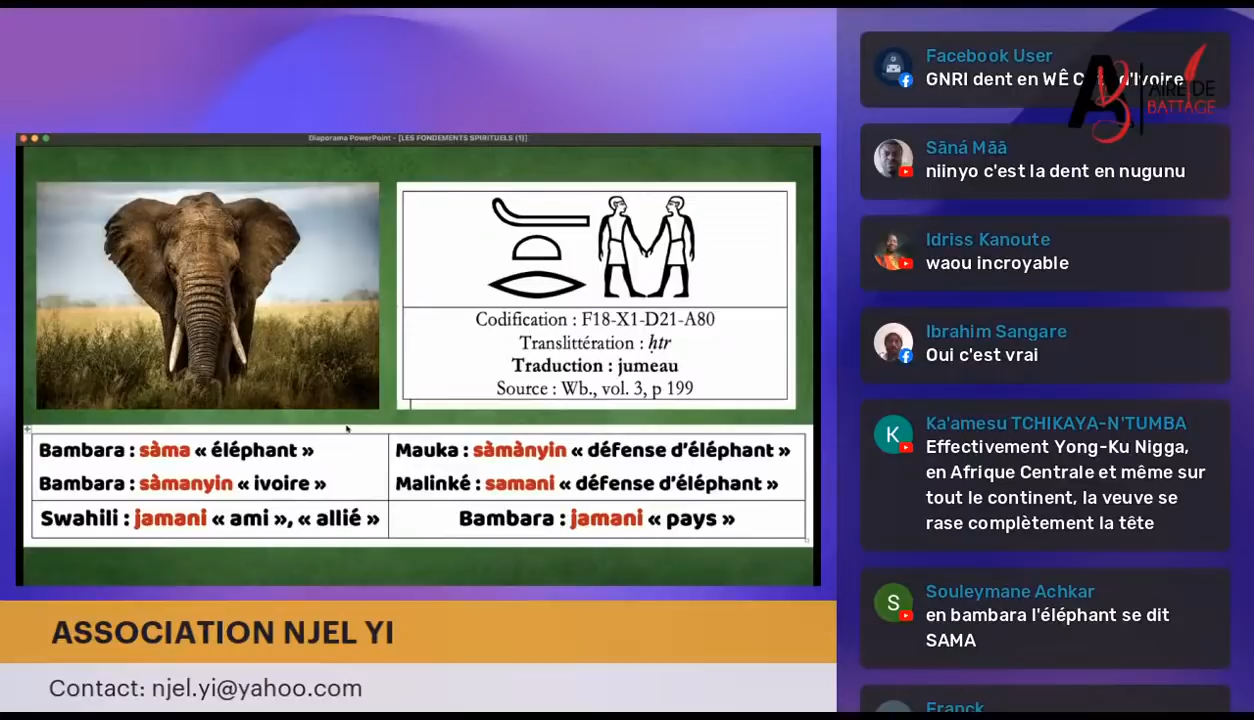 Diaporama PowerPoint - [LES FONDEMENTS SPIRITUELS (1)]
Codification : F18-X1-D21-A80
Translittération : ḥtr
Traduction : jumeau
Source : Wb., vol. 3, p 199
Bambara : sàma « éléphant »
Mauka : sàmànyin « défense d’éléphant »
Bambara : sàmanyin « ivoire »
Malinké : samani « défense d’éléphant »
Swahili : jamani « ami », « allié »
Bambara : jamani « pays »
ASSOCIATION NJEL YI
Contact: njel.yi@yahoo.com
AIRE DE
BATTAGE
Facebook User
GNRI dent en WÊ d'Ivoire
Sāná Māā
niinyo c'est la dent en nugunu
Idriss Kanoute
waou incroyable
Ibrahim Sangare
Oui c'est vrai
K
Ka'amesu TCHIKAYA-N'TUMBA
Effectivement Yong-Ku Nigga,
en Afrique Centrale et même sur
tout le continent, la veuve se
rase complètement la tête
S
Souleymane Achkar
en bambara l'éléphant se dit
SAMA
Franck